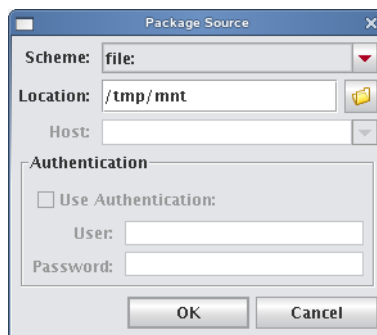 Package Source
Scheme: file:
Location: /tmp/mnt
Host:
Authentication
Use Authentication:
User:
Password:
OK Cancel